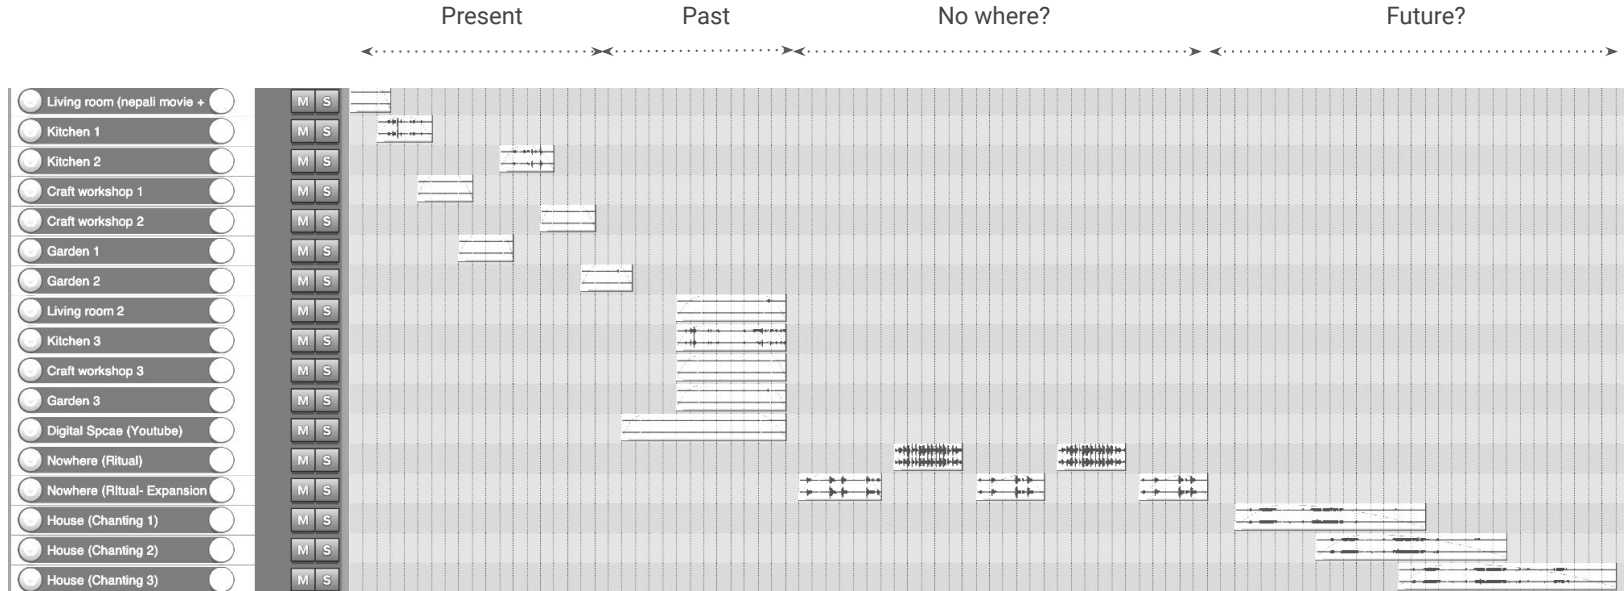 Present Past No where? Future?
Living room (nepali movie + M S
Kitchen 1 M S
Kitchen 2 M S
Craft workshop 1 M S
Craft workshop 2 M S
Garden 1 M S
Garden 2 M S
Living room 2 M S
Kitchen 3 M S
Craft workshop 3 M S
Garden 3 M S
Digital Spcae (Youtube) M S
Nowhere (Ritual) M S
Nowhere (RItual- Expansion M S
House (Chanting 1) M S
House (Chanting 2) M S
House (Chanting 3) M S